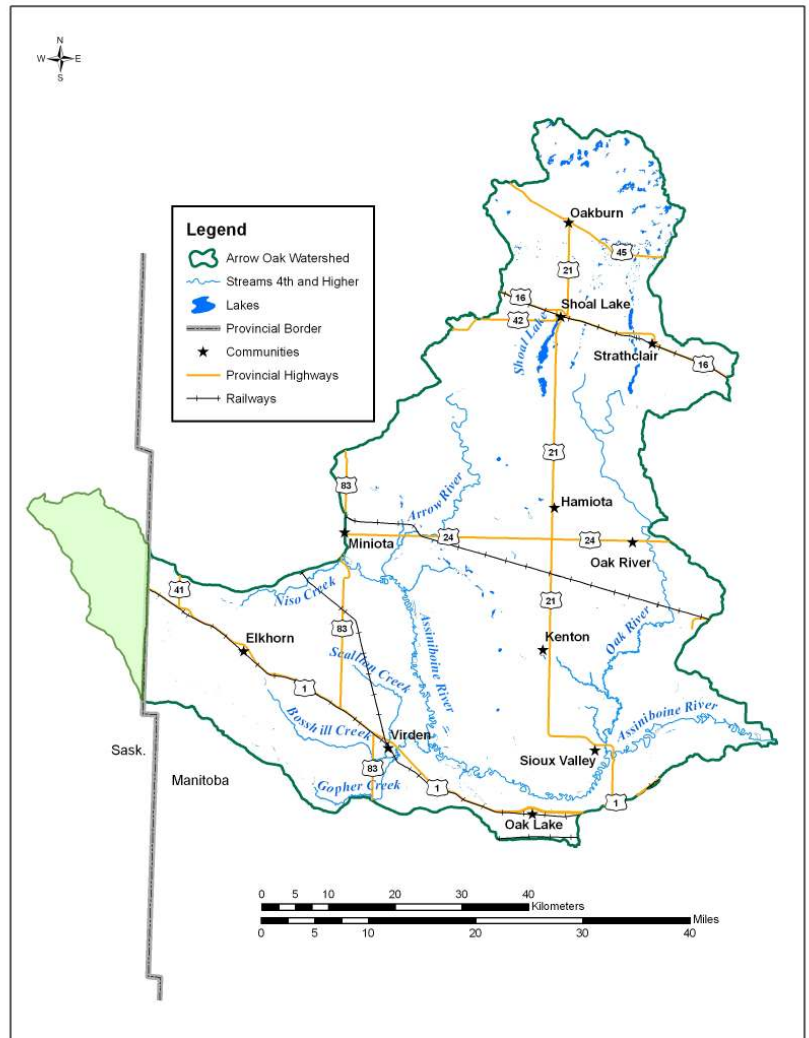 N
W E
S
Legend
Arrow Oak Watershed
Streams 4th and Higher
Lakes
Provincial Border
Communities
Provincial Highways
Railways
Oakburn
45
21
16
Shoal Lake
42
Shoal Lake
Strathclair
16
21
83
Arrow River
Hamiota
Miniota
24
24
Oak River
41
Niso Creek
21
83
Assiniboine River
Oak River
Elkhorn
Kenton
Scallion Creek
1
Bosshill Creek
Virden
Assiniboine River
Sask.
Sioux Valley
Manitoba
83
Gopher Creek
1
1
Oak Lake
0 5 10 20 30 40
Kilometers
Miles
0 5 10 20 30 40